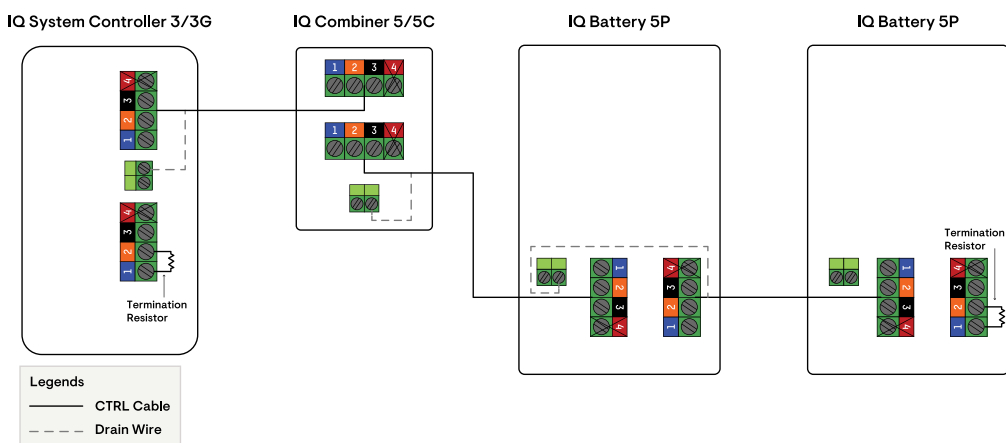 IQ System Controller 3/3G
IQ Combiner 5/5C
IQ Battery 5P
IQ Battery 5P
4
3
2
1
4
3
2
1
Termination
Resistor
1 2 3 4
1 2 3 4
1
2
3
4
4
3
2
1
1
2
3
4
4
3
2
1
Termination
Resistor
Legends
CTRL Cable
Drain Wire